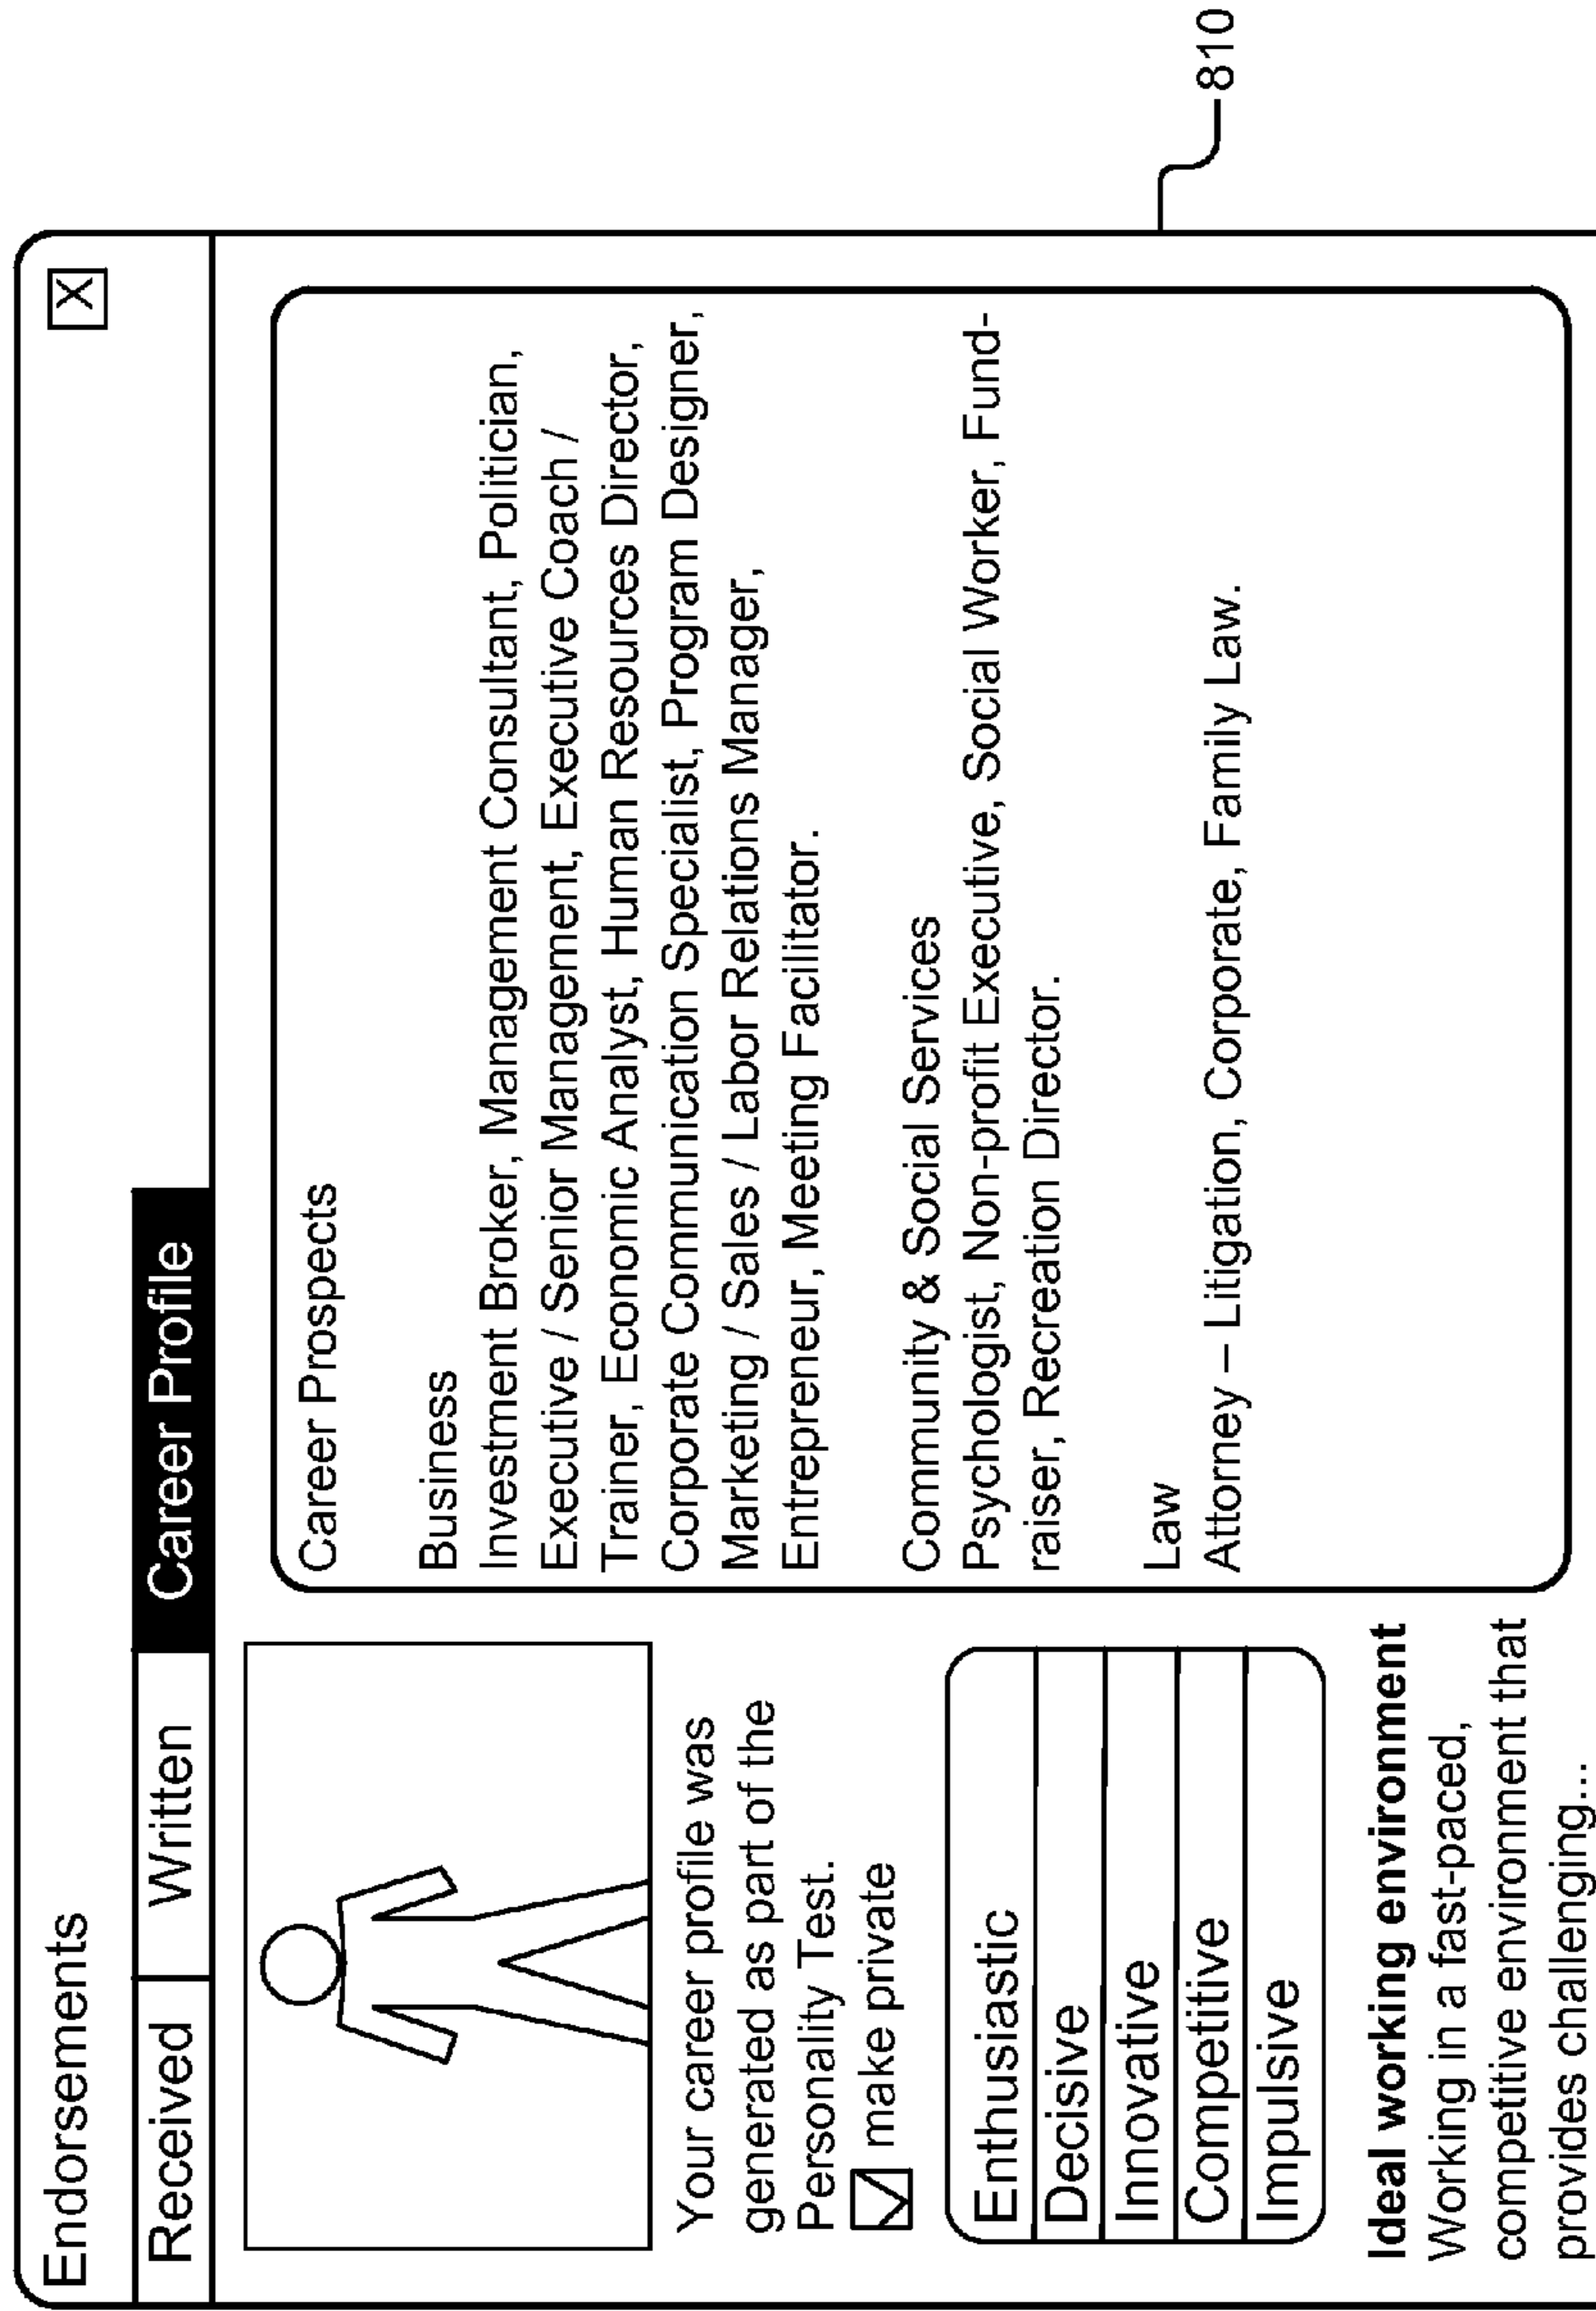 Endorsements
X
Received
Written
Career Profile
Your career profile was
generated as part of the
Personality Test.
make private
Enthusiastic
Decisive
Innovative
Competitive
Impulsive
Ideal working environment
Working in a fast-paced,
competitive environment that
provides challenging...
Career Prospects
Business
Investment Broker, Management Consultant, Politician,
Executive / Senior Management, Executive Coach /
Trainer, Economic Analyst, Human Resources Director,
Corporate Communication Specialist, Program Designer,
Marketing / Sales / Labor Relations Manager,
Entrepreneur, Meeting Facilitator.
Community & Social Services
Psychologist, Non-profit Executive, Social Worker, Fund-
raiser, Recreation Director.
Law
Attorney – Litigation, Corporate, Family Law.
810